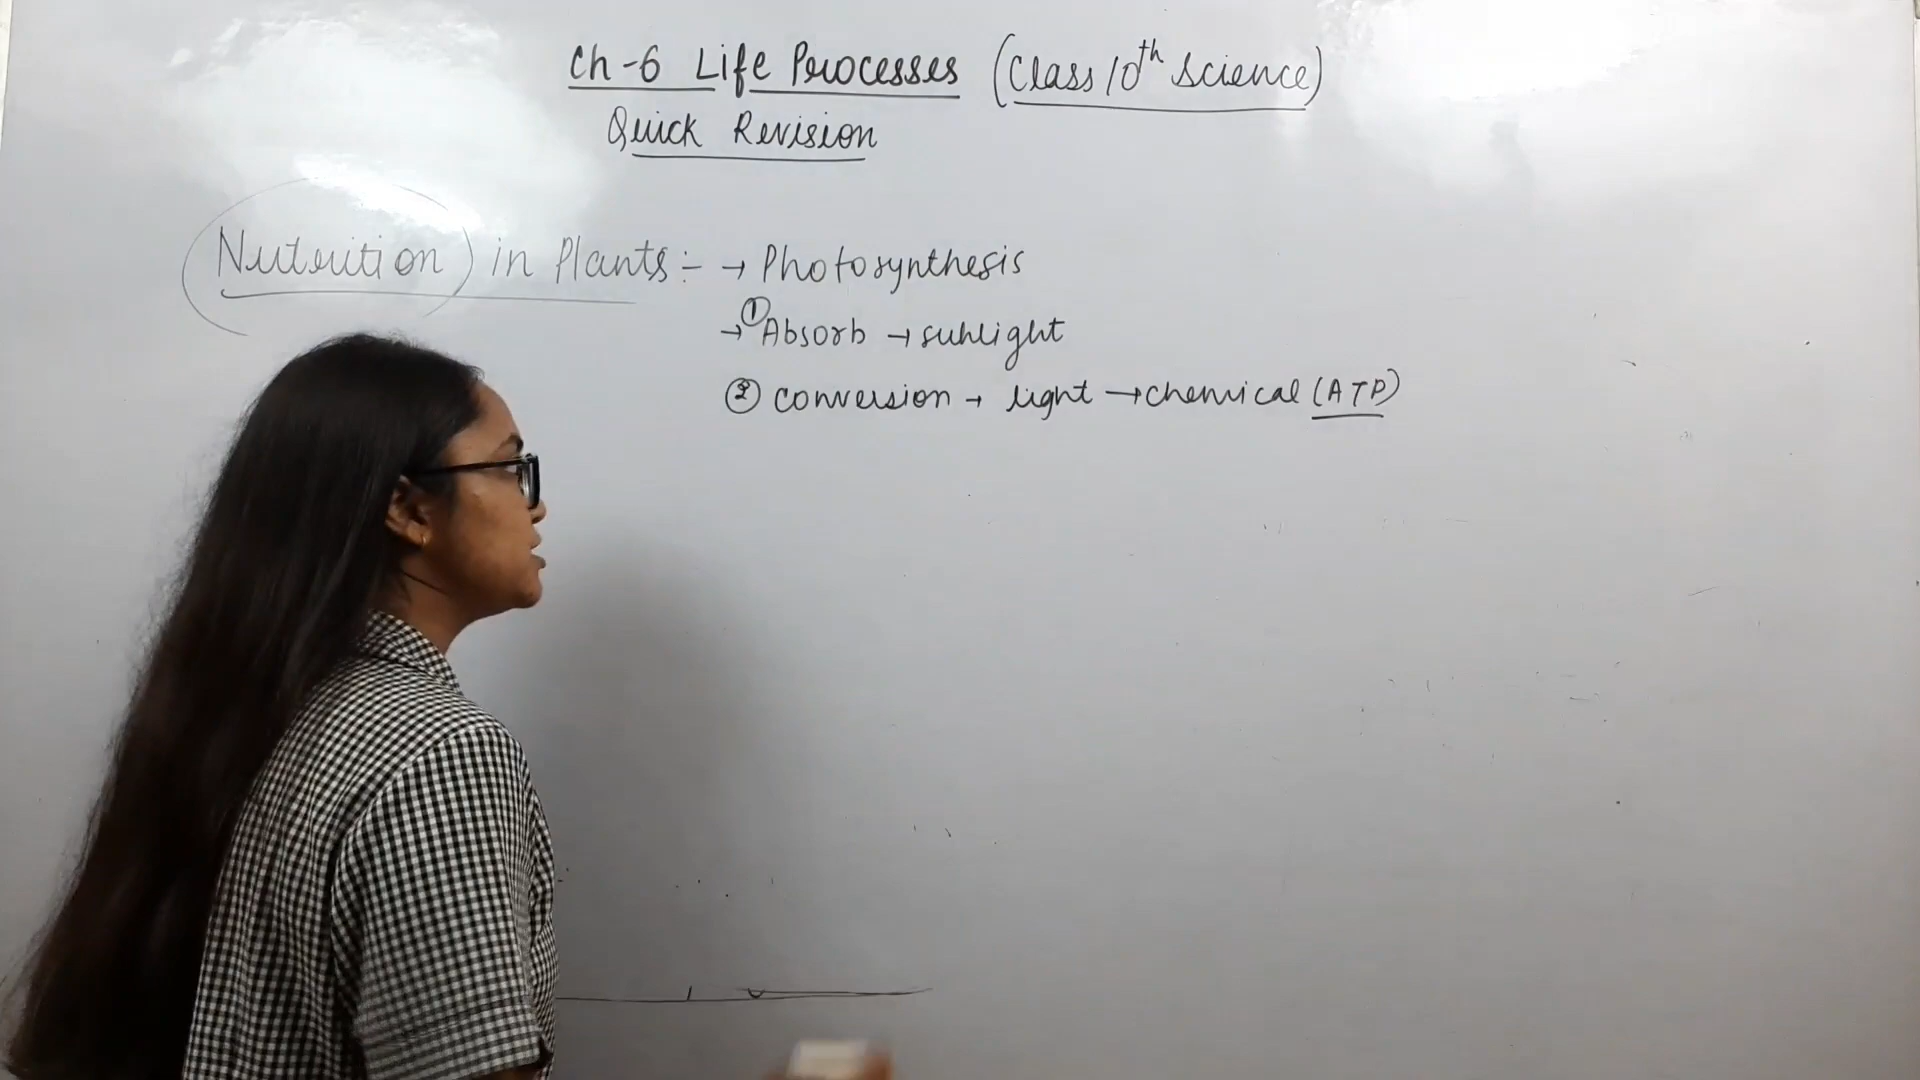 Ch-6 Life Processes (Class 10th Science)
Quick Revision
Nutrition) in Plants:- → Photosynthesis
→ ① Absorb → sunlight
② conversion → light → chemical (ATP)